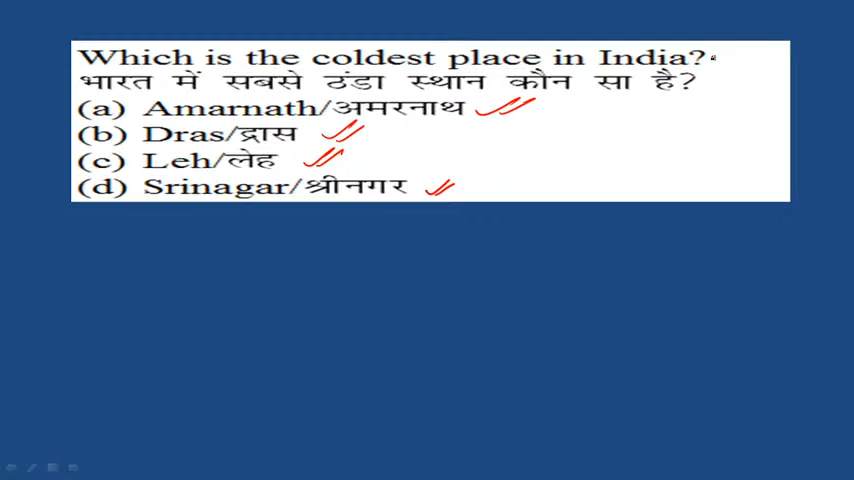 Which is the coldest place in India?
भारत में सबसे ठंडा स्थान कौन सा है?
(a) Amarnath/अमरनाथ
(b) Dras/द्रास
(c) Leh/लेह
(d) Srinagar/श्रीनगर